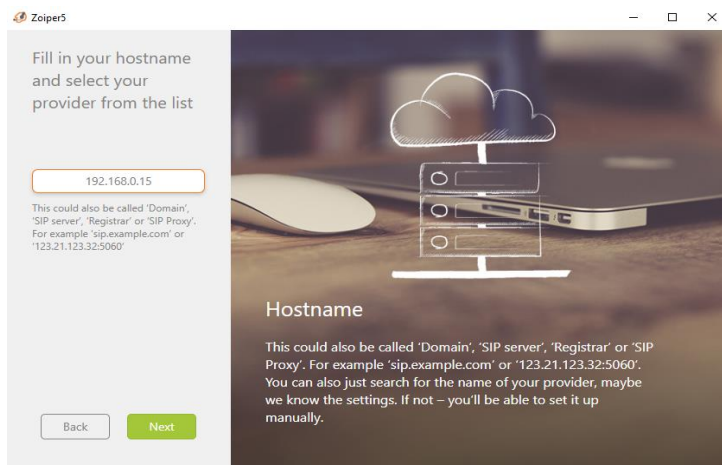 Zoiper5
Fill in your hostname
and select your
provider from the list
192.168.0.15
This could also be called ‘Domain’,
‘SIP server’, ‘Registrar’ or ‘SIP Proxy’.
For example ‘sip.example.com’ or
‘123.21.123.32:5060’
Back
Next
Hostname
This could also be called ‘Domain’, ‘SIP server’, ‘Registrar’ or ‘SIP
Proxy’. For example ‘sip.example.com’ or ‘123.21.123.32:5060’.
You can also just search for the name of your provider, maybe
we know the settings. If not – you’ll be able to set it up
manually.